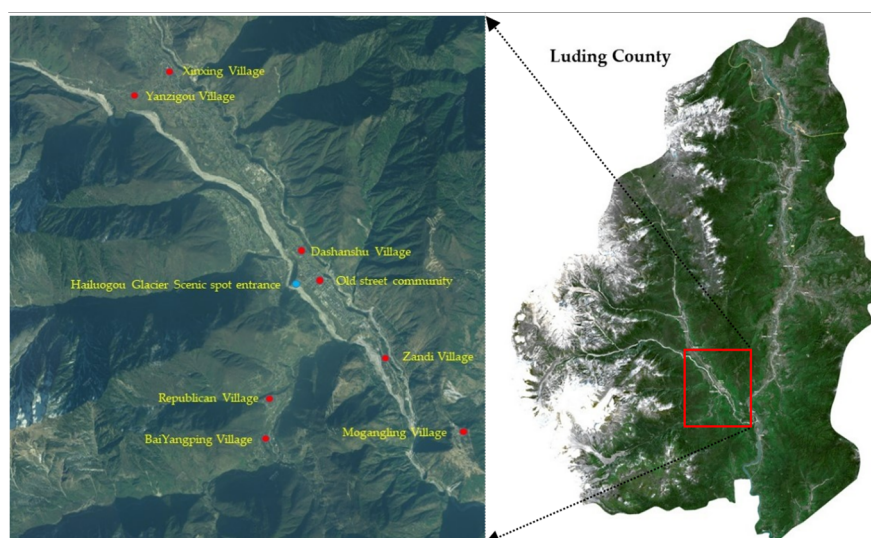 Luding County
Xinxing Village
Yanzigou Village
Dashanshu Village
Hailuogou Glacier Scenic spot entrance
Old street community
Zandi Village
Republican Village
Mogangling Village
BaiYangping Village